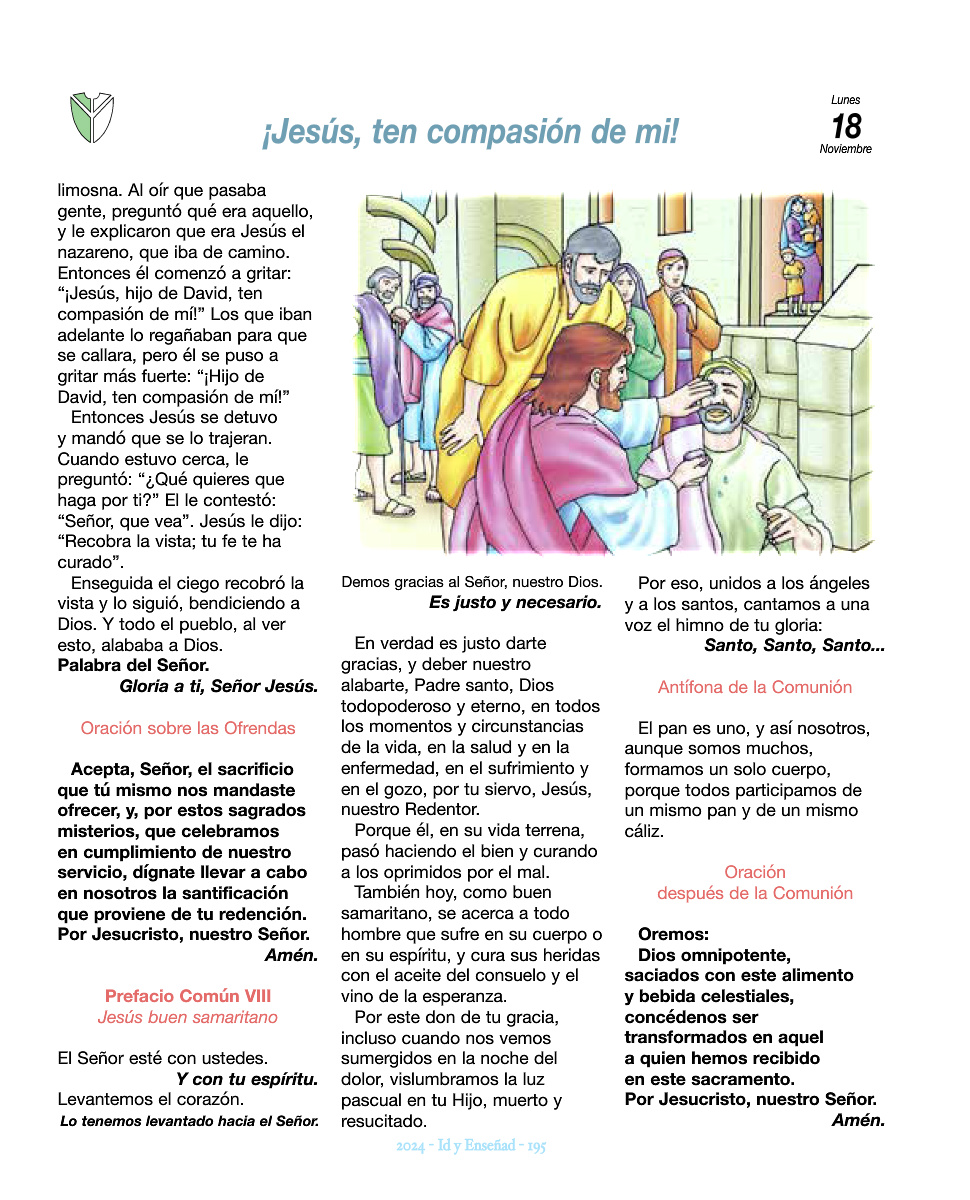 ¡Jesús, ten compasión de mi!
Lunes
18
Noviembre
limosna. Al oír que pasaba
gente, preguntó qué era aquello,
y le explicaron que era Jesús el
nazareno, que iba de camino.
Entonces él comenzó a gritar:
“¡Jesús, hijo de David, ten
compasión de mí!” Los que iban
adelante lo regañaban para que
se callara, pero él se puso a
gritar más fuerte: “¡Hijo de
David, ten compasión de mí!”
Entonces Jesús se detuvo
y mandó que se lo trajeran.
Cuando estuvo cerca, le
preguntó: “¿Qué quieres que
haga por ti?” El le contestó:
“Señor, que vea”. Jesús le dijo:
“Recobra la vista; tu fe te ha
curado”.
Enseguida el ciego recobró la
vista y lo siguió, bendiciendo a
Dios. Y todo el pueblo, al ver
esto, alababa a Dios.
Palabra del Señor.
Gloria a ti, Señor Jesús.
Oración sobre las Ofrendas
Acepta, Señor, el sacrificio
que tú mismo nos mandaste
ofrecer, y, por estos sagrados
misterios, que celebramos
en cumplimiento de nuestro
servicio, dígnate llevar a cabo
en nosotros la santificación
que proviene de tu redención.
Por Jesucristo, nuestro Señor.
Amén.
Prefacio Común VIII
Jesús buen samaritano
El Señor esté con ustedes.
Y con tu espíritu.
Levantemos el corazón.
Lo tenemos levantado hacia el Señor.
Demos gracias al Señor, nuestro Dios.
Es justo y necesario.
En verdad es justo darte
gracias, y deber nuestro
alabarte, Padre santo, Dios
todopoderoso y eterno, en todos
los momentos y circunstancias
de la vida, en la salud y en la
enfermedad, en el sufrimiento y
en el gozo, por tu siervo, Jesús,
nuestro Redentor.
Porque él, en su vida terrena,
pasó haciendo el bien y curando
a los oprimidos por el mal.
También hoy, como buen
samaritano, se acerca a todo
hombre que sufre en su cuerpo o
en su espíritu, y cura sus heridas
con el aceite del consuelo y el
vino de la esperanza.
Por este don de tu gracia,
incluso cuando nos vemos
sumergidos en la noche del
dolor, vislumbramos la luz
pascual en tu Hijo, muerto y
resucitado.
Por eso, unidos a los ángeles
y a los santos, cantamos a una
voz el himno de tu gloria:
Santo, Santo, Santo...
Antífona de la Comunión
El pan es uno, y así nosotros,
aunque somos muchos,
formamos un solo cuerpo,
porque todos participamos de
un mismo pan y de un mismo
cáliz.
Oración
después de la Comunión
Oremos:
Dios omnipotente,
saciados con este alimento
y bebida celestiales,
concédenos ser
transformados en aquel
a quien hemos recibido
en este sacramento.
Por Jesucristo, nuestro Señor.
Amén.
2024 - Id y Enseñad - 195